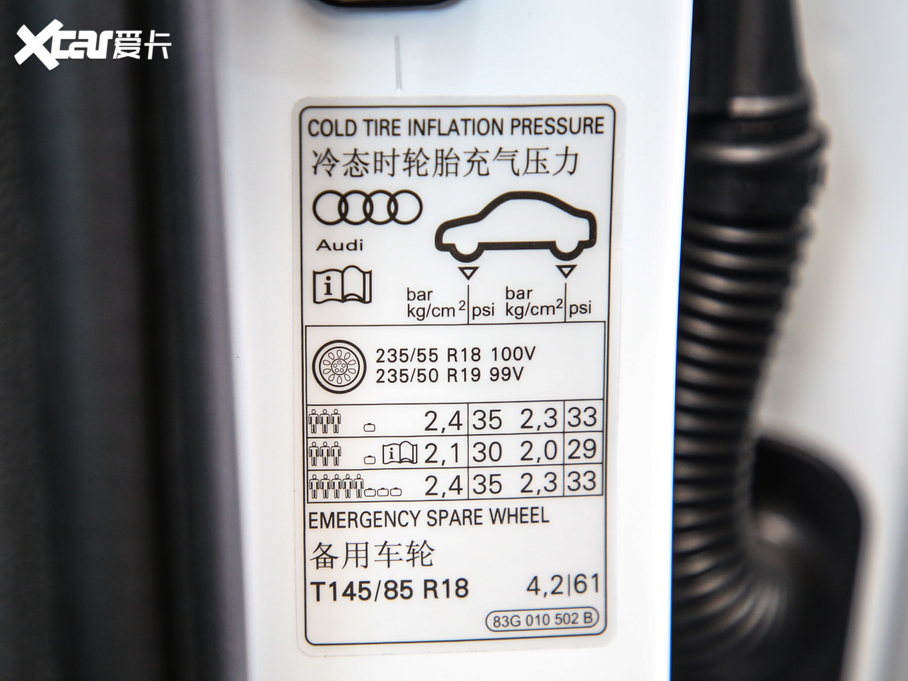 Xcar爱卡
COLD TIRE INFLATION PRESSURE
冷态时轮胎充气压力
Audi
i
bar bar
kg/cm² psi kg/cm² psi
235/55 R18 100V
235/50 R19 99V
2,4 35 2,3 33
i 2,1 30 2,0 29
2,4 35 2,3 33
EMERGENCY SPARE WHEEL
备用车轮
T145/85 R18 4,2|61
83G 010 502 B